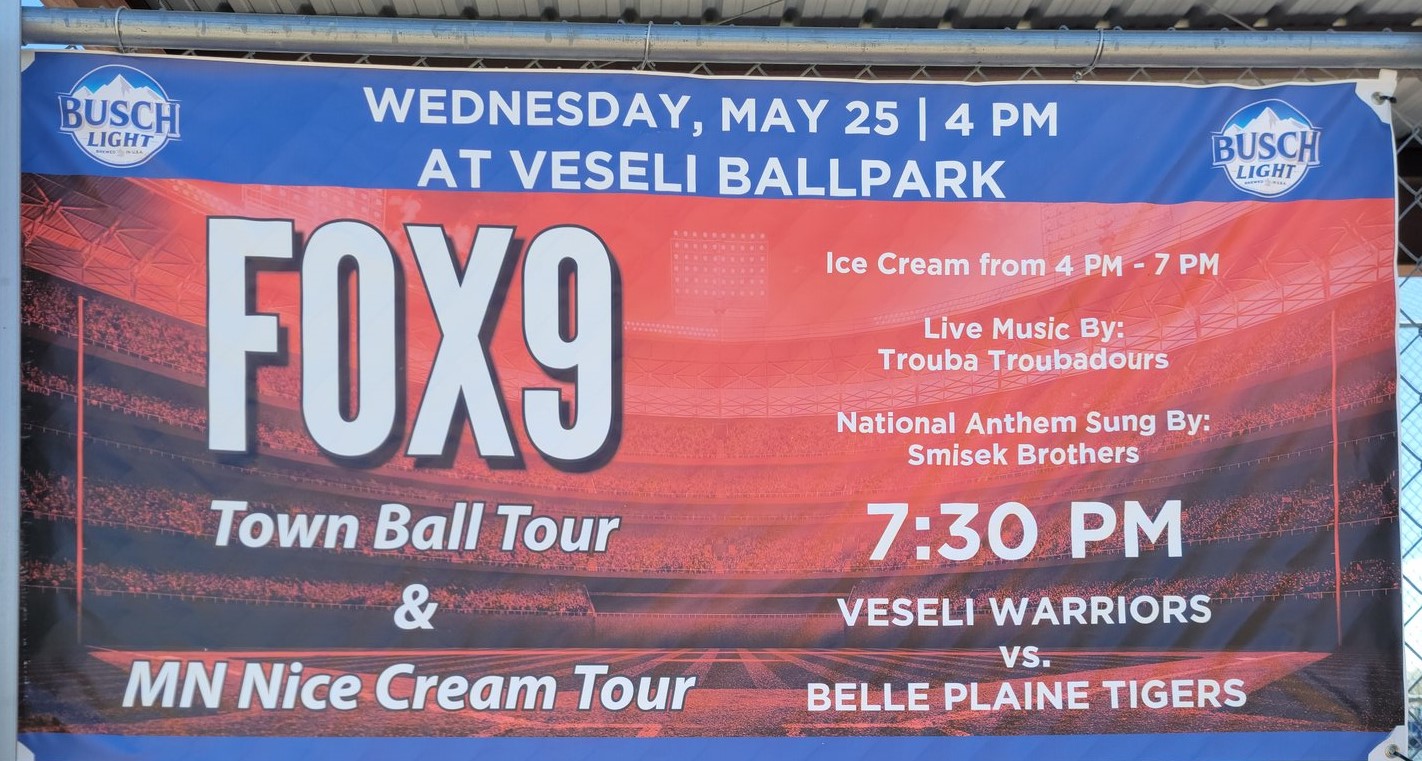 BUSCH
LIGHT
WEDNESDAY, MAY 25 | 4 PM
AT VESELI BALLPARK
BUSCH
LIGHT
FOX9
Town Ball Tour
&
MN Nice Cream Tour
Ice Cream from 4 PM - 7 PM
Live Music By:
Trouba Troubadours
National Anthem Sung By:
Smisek Brothers
7:30 PM
VESELI WARRIORS
vs.
BELLE PLAINE TIGERS